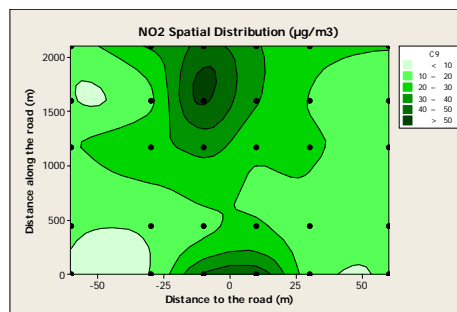 NO2 Spatial Distribution (µg/m3)
Distance along the road (m)
2000
1500
1000
500
0
-50
-25
0
25
50
Distance to the road (m)
C9
< 10
10 – 20
20 – 30
30 – 40
40 – 50
> 50